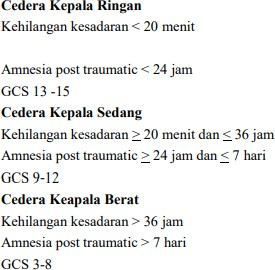 Cedera Kepala Ringan
Kehilangan kesadaran < 20 menit
Amnesia post traumatic < 24 jam
GCS 13 -15
Cedera Kepala Sedang
Kehilangan kesadaran ≥ 20 menit dan ≤ 36 jam
Amnesia post traumatic ≥ 24 jam dan ≤ 7 hari
GCS 9-12
Cedera Keapala Berat
Kehilangan kesadaran > 36 jam
Amnesia post traumatic > 7 hari
GCS 3-8